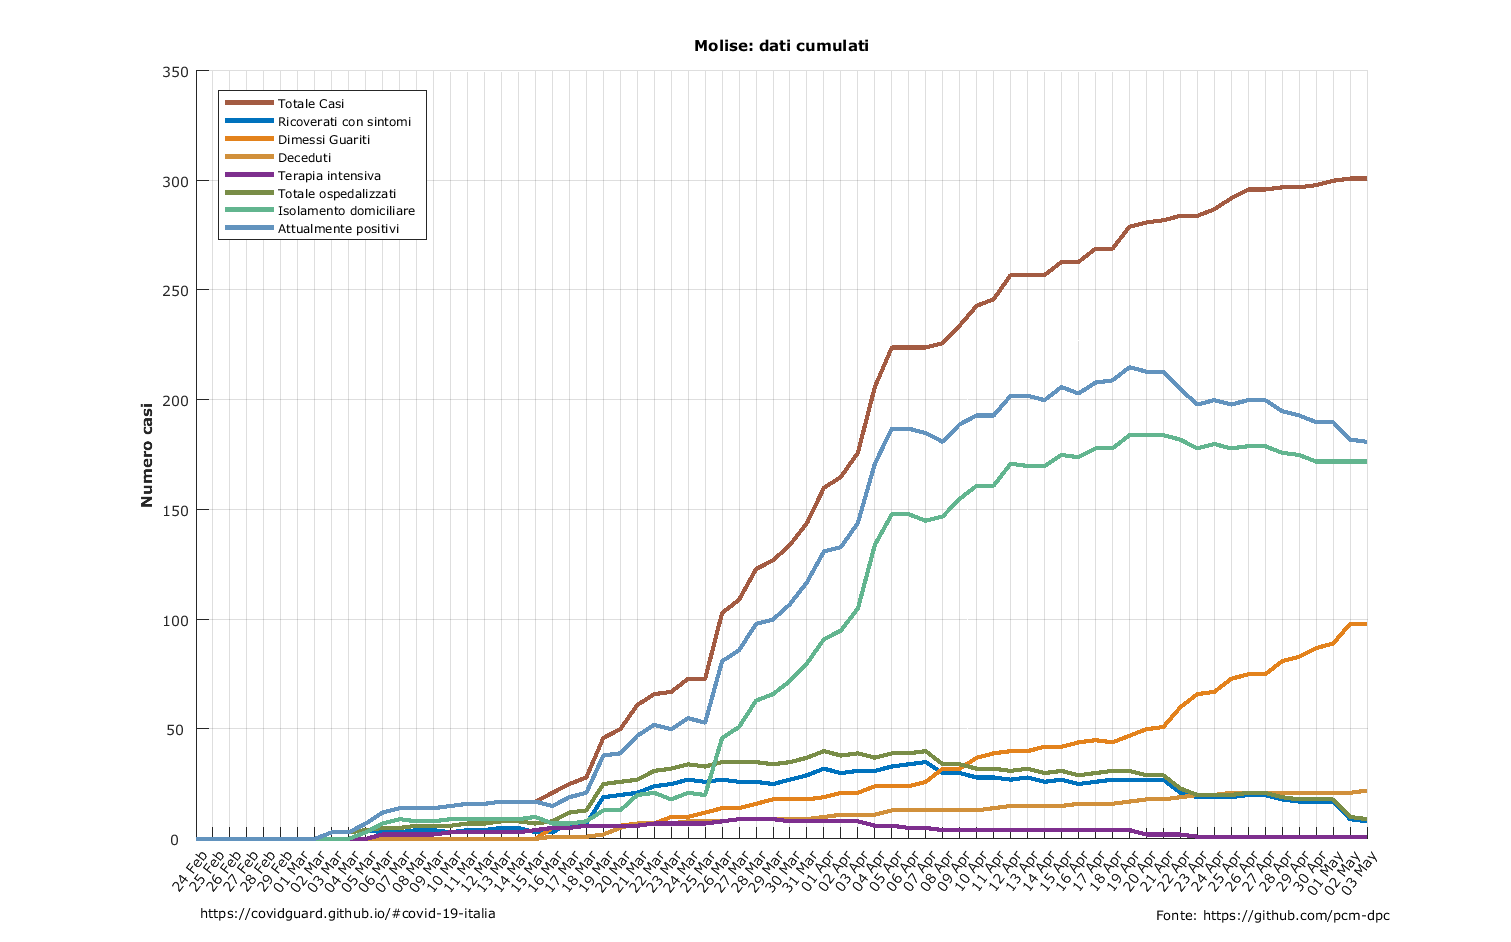 Molise: dati cumulati
350
300
250
200
150
100
50
0
Numero casi
Totale Casi
Ricoverati con sintomi
Dimessi Guariti
Deceduti
Terapia intensiva
Totale ospedalizzati
Isolamento domiciliare
Attualmente positivi
24 Feb
25 Feb
26 Feb
27 Feb
28 Feb
29 Feb
01 Mar
02 Mar
03 Mar
04 Mar
05 Mar
06 Mar
07 Mar
08 Mar
09 Mar
10 Mar
11 Mar
12 Mar
13 Mar
14 Mar
15 Mar
16 Mar
17 Mar
18 Mar
19 Mar
20 Mar
21 Mar
22 Mar
23 Mar
24 Mar
25 Mar
26 Mar
27 Mar
28 Mar
29 Mar
30 Mar
31 Mar
01 Apr
02 Apr
03 Apr
04 Apr
05 Apr
06 Apr
07 Apr
08 Apr
09 Apr
10 Apr
11 Apr
12 Apr
13 Apr
14 Apr
15 Apr
16 Apr
17 Apr
18 Apr
19 Apr
20 Apr
21 Apr
22 Apr
23 Apr
24 Apr
25 Apr
26 Apr
27 Apr
28 Apr
29 Apr
30 Apr
01 May
02 May
03 May
https://covidguard.github.io/#covid-19-italia
Fonte: https://github.com/pcm-dpc